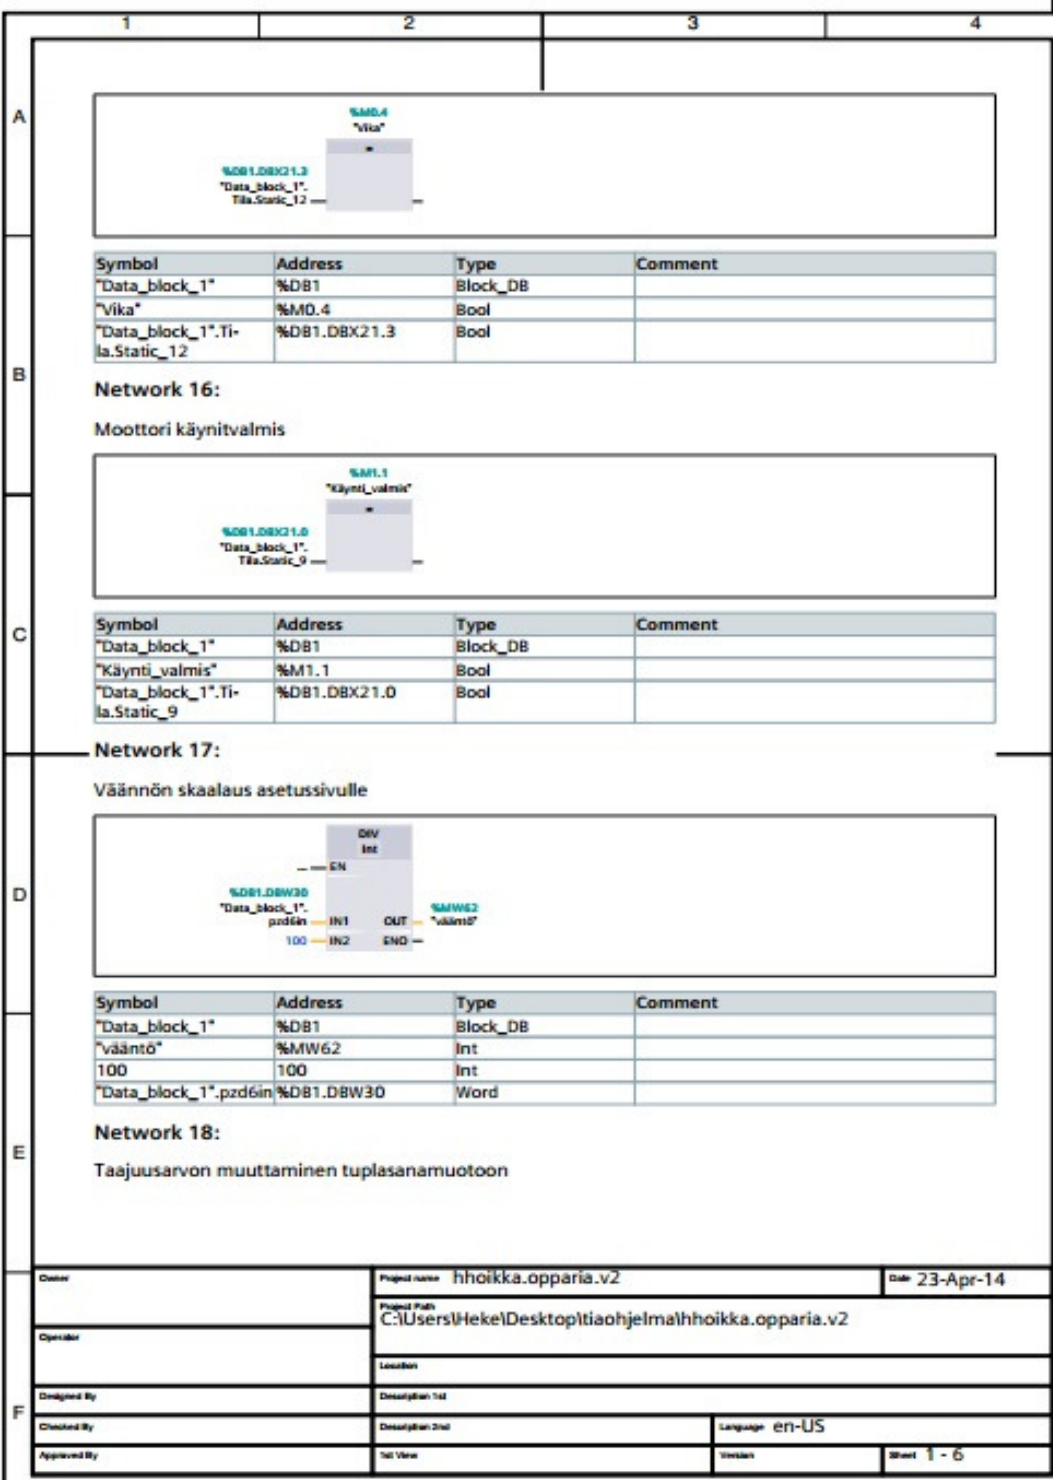 1 2 3 4
A
%M0.4
"Vika"
=
%DB1.DBX21.3
"Data_block_1".
Tila.Static_12
Symbol Address Type Comment
"Data_block_1" %DB1 Block_DB
"Vika" %M0.4 Bool
"Data_block_1".Ti- %DB1.DBX21.3 Bool
la.Static_12
B
Network 16:
Moottori käynitvalmis
%M1.1
"Käynti_valmis"
=
%DB1.DBX21.0
"Data_block_1".
Tila.Static_9
C
Symbol Address Type Comment
"Data_block_1" %DB1 Block_DB
"Käynti_valmis" %M1.1 Bool
"Data_block_1".Ti- %DB1.DBX21.0 Bool
la.Static_9
Network 17:
Väännön skaalaus asetussivulle
DIV
Int
... EN
D
%DB1.DBW30
"Data_block_1". %MW62
pzd6in IN1 OUT "vääntö"
100 IN2 ENO
Symbol Address Type Comment
"Data_block_1" %DB1 Block_DB
"vääntö" %MW62 Int
100 100 Int
"Data_block_1".pzd6in %DB1.DBW30 Word
Network 18:
E
Taajuusarvon muuttaminen tuplasanamuotoon
Owner Project name hhoikka.opparia.v2 Date 23-Apr-14
Project Path
C:\Users\Heke\Desktop\tiaohjelma\hhoikka.opparia.v2
Operator
Location
Designed By Description 1st
F
Checked By Description 2nd Language en-US
Approved By 1st View Version Sheet 1 - 6